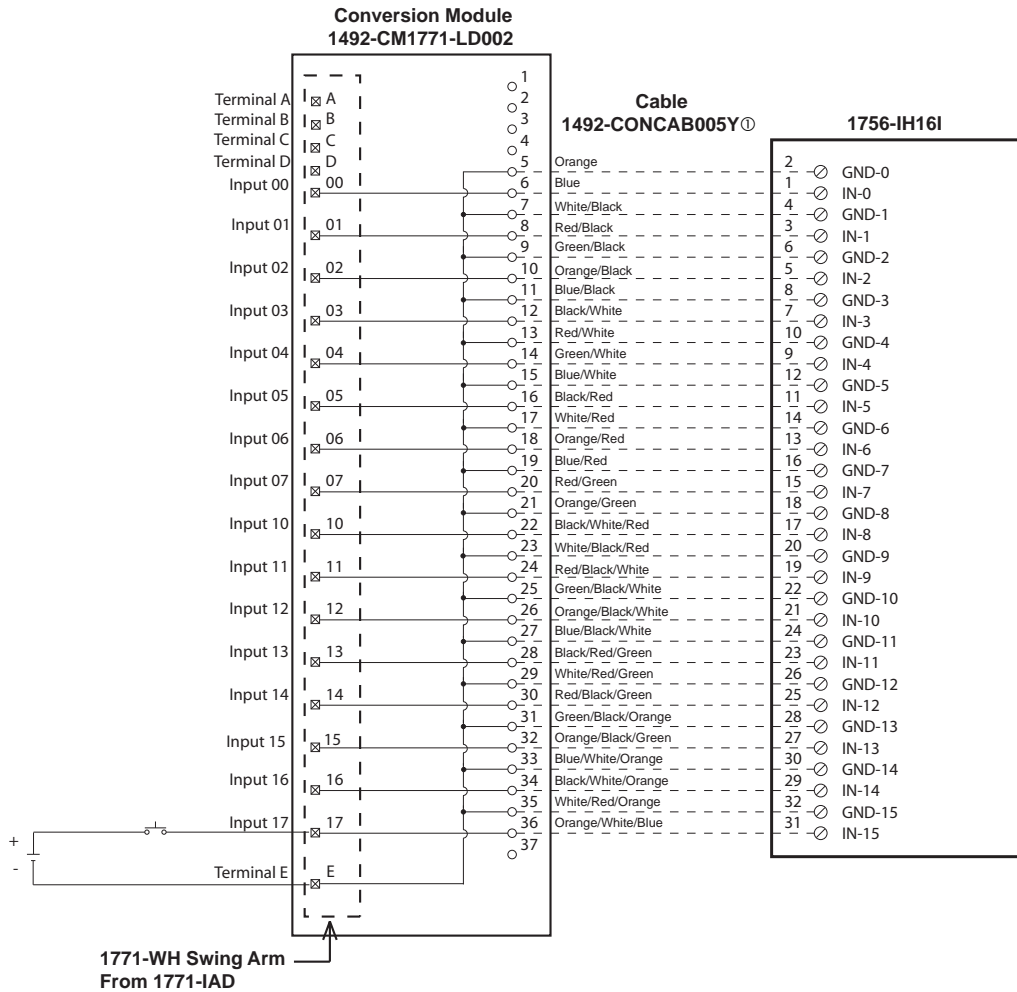 Conversion Module
1492-CM1771-LD002
Cable
1492-CONCAB005Y①
1756-IH16I
1
Terminal A A 2
Terminal B B 3
Terminal C C 4
Terminal D D 5 Orange 2 GND-0
Input 00 00 6 Blue 1 IN-0
7 White/Black 4 GND-1
Input 01 01 8 Red/Black 3 IN-1
9 Green/Black 6 GND-2
Input 02 02 10 Orange/Black 5 IN-2
11 Blue/Black 8 GND-3
Input 03 03 12 Black/White 7 IN-3
13 Red/White 10 GND-4
Input 04 04 14 Green/White 9 IN-4
15 Blue/White 12 GND-5
Input 05 05 16 Black/Red 11 IN-5
17 White/Red 14 GND-6
Input 06 06 18 Orange/Red 13 IN-6
19 Blue/Red 16 GND-7
Input 07 07 20 Red/Green 15 IN-7
21 Orange/Green 18 GND-8
Input 10 10 22 Black/White/Red 17 IN-8
23 White/Black/Red 20 GND-9
Input 11 11 24 Red/Black/White 19 IN-9
25 Green/Black/White 22 GND-10
Input 12 12 26 Orange/Black/White 21 IN-10
27 Blue/Black/White 24 GND-11
Input 13 13 28 Black/Red/Green 23 IN-11
29 White/Red/Green 26 GND-12
Input 14 14 30 Red/Black/Green 25 IN-12
31 Green/Black/Orange 28 GND-13
Input 15 15 32 Orange/Black/Green 27 IN-13
33 Blue/White/Orange 30 GND-14
Input 16 16 34 Black/White/Orange 29 IN-14
35 White/Red/Orange 32 GND-15
Input 17 17 36 Orange/White/Blue 31 IN-15
+
37
-
Terminal E E
1771-WH Swing Arm
From 1771-IAD